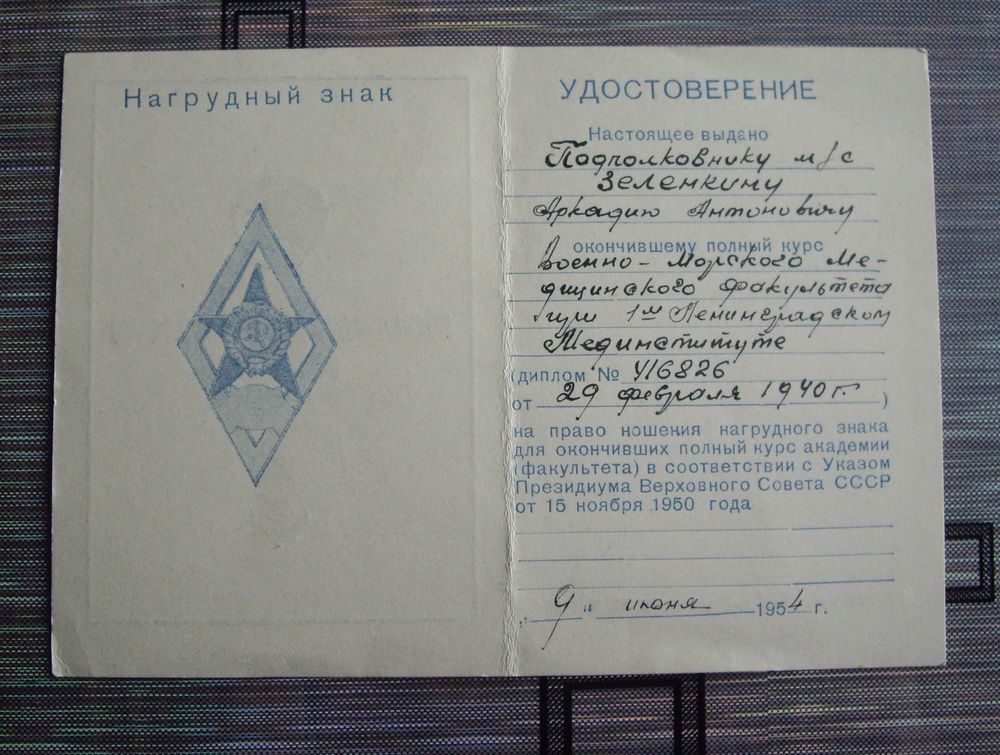 Нагрудный знак
УДОСТОВЕРЕНИЕ
Настоящее выдано
Подполковнику м/с
Зеленкину
Аркадию Антоновичу
окончившему полный курс
Военно-Морского Ме-
дицинского факультета
при 1м Ленинградском
Мединституте
(диплом № 416826
от 29 февраля 1940 г. )
на право ношения нагрудного знака
для окончивших полный курс академии
(факультета) в соответствии с Указом
Президиума Верховного Совета СССР
от 15 ноября 1950 года
„ 9 " июня 1954 г.